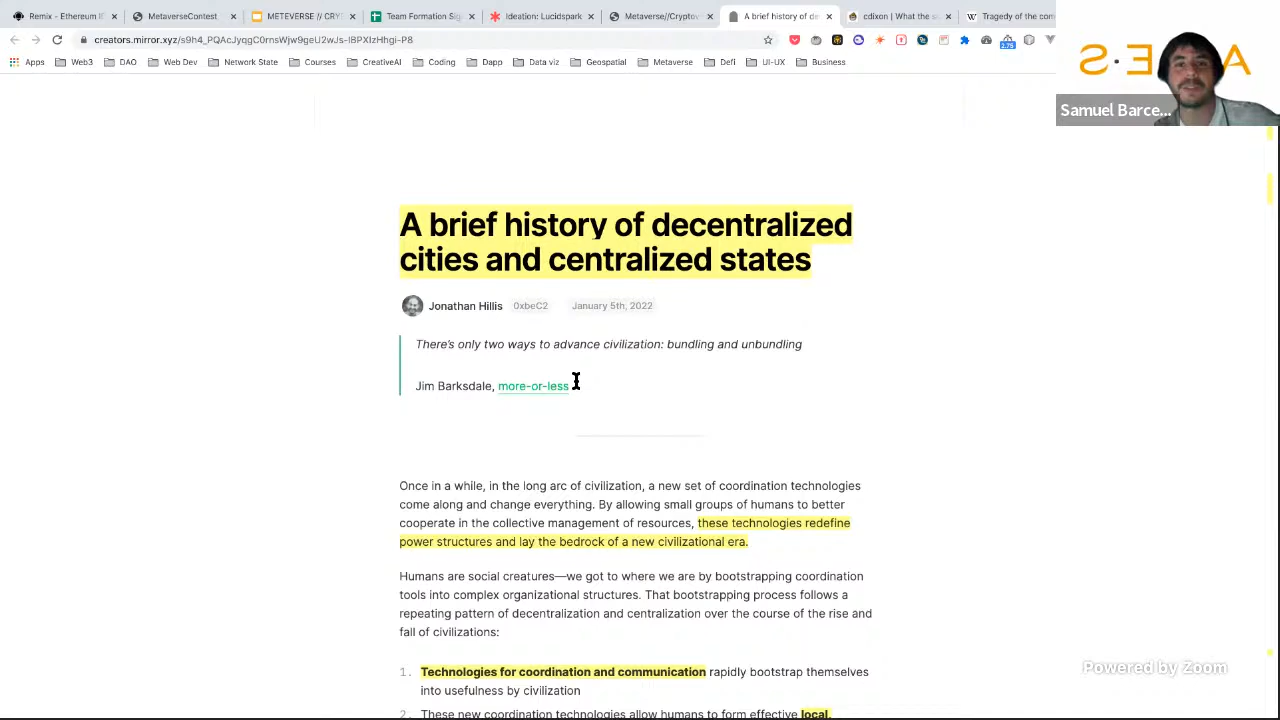 Remix - Ethereum I
MetaverseContest
METEVERSE // CRY
Team Formation Sig
Ideation: Lucidspark
Metaverse//Cryptov
A brief history of de
cdixon | What the s
Tragedy of the com
creators.mirror.xyz/s9h4_PQAcJyqgC0rnsWjw9geU2wJs-IBPXIzHhgi-P8
2.75
Apps
Web3
DAO
Web Dev
Network State
Courses
CreativeAI
Coding
Dapp
Data viz
Geospatial
Metaverse
Defi
UI-UX
Business
Samuel Barce...
A brief history of decentralized
cities and centralized states
Jonathan Hillis 0xbeC2 January 5th, 2022
There's only two ways to advance civilization: bundling and unbundling
Jim Barksdale, more-or-less
Once in a while, in the long arc of civilization, a new set of coordination technologies
come along and change everything. By allowing small groups of humans to better
cooperate in the collective management of resources, these technologies redefine
power structures and lay the bedrock of a new civilizational era.
Humans are social creatures—we got to where we are by bootstrapping coordination
tools into complex organizational structures. That bootstrapping process follows a
repeating pattern of decentralization and centralization over the course of the rise and
fall of civilizations:
1. Technologies for coordination and communication rapidly bootstrap themselves
into usefulness by civilization
2. These new coordination technologies allow humans to form effective local,
Powered by Zoom